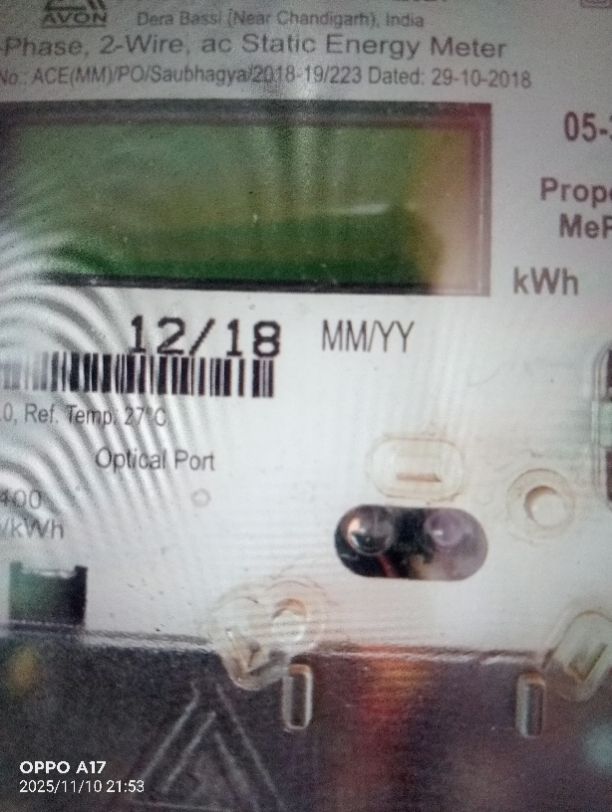 AVON
Dera Bassi (Near Chandigarh), India
-Phase, 2-Wire, ac Static Energy Meter
No.: ACE(MM)/PO/Saubhagya/2018-19/223 Dated: 29-10-2018
05-
Prop
MeP
kWh
12/18 MM/YY
.0, Ref. Temp. 27°C
Optical Port
400
/kWh
OPPO A17
2025/11/10 21:53